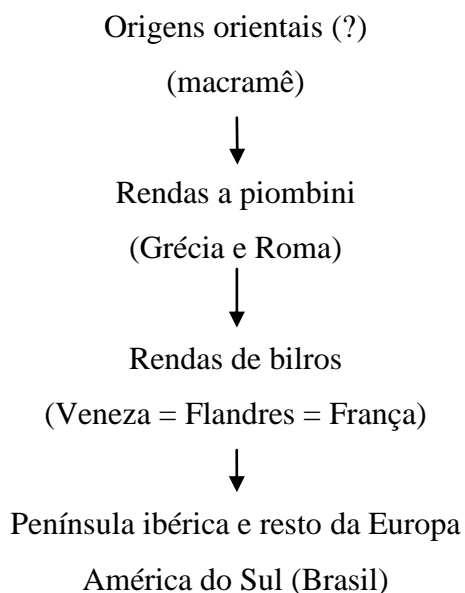 Origens orientais (?)
(macramê)
Rendas a piombini
(Grécia e Roma)
Rendas de bilros
(Veneza = Flandres = França)
Península ibérica e resto da Europa
América do Sul (Brasil)